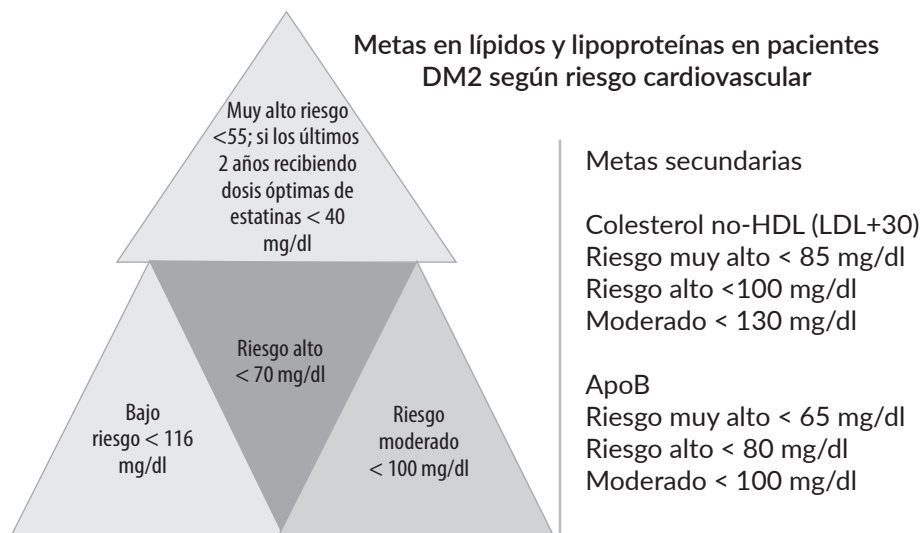 Metas en lípidos y lipoproteínas en pacientes
DM2 según riesgo cardiovascular
Muy alto riesgo
<55; si los últimos
2 años recibiendo
dosis óptimas de
estatinas < 40
mg/dl
Riesgo alto
< 70 mg/dl
Bajo
riesgo < 116
mg/dl
Riesgo
moderado
< 100 mg/dl
Metas secundarias
Colesterol no-HDL (LDL+30)
Riesgo muy alto < 85 mg/dl
Riesgo alto <100 mg/dl
Moderado < 130 mg/dl
ApoB
Riesgo muy alto < 65 mg/dl
Riesgo alto < 80 mg/dl
Moderado < 100 mg/dl